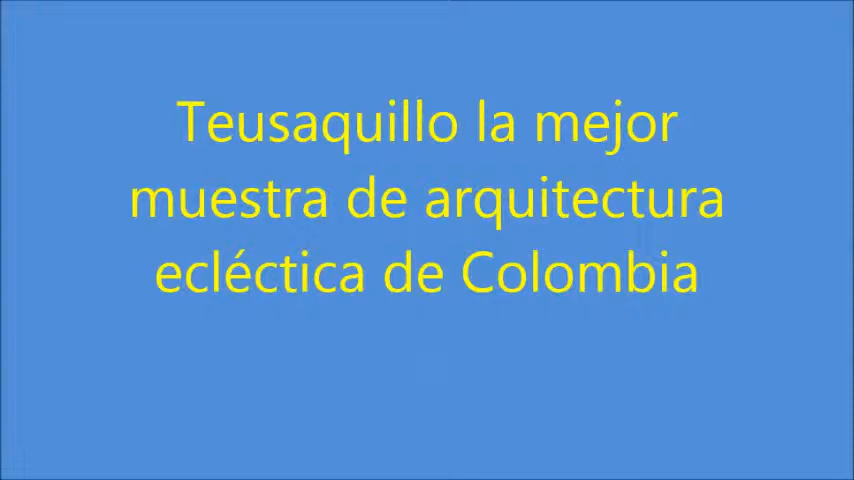 Teusaquillo la mejor
muestra de arquitectura
ecléctica de Colombia